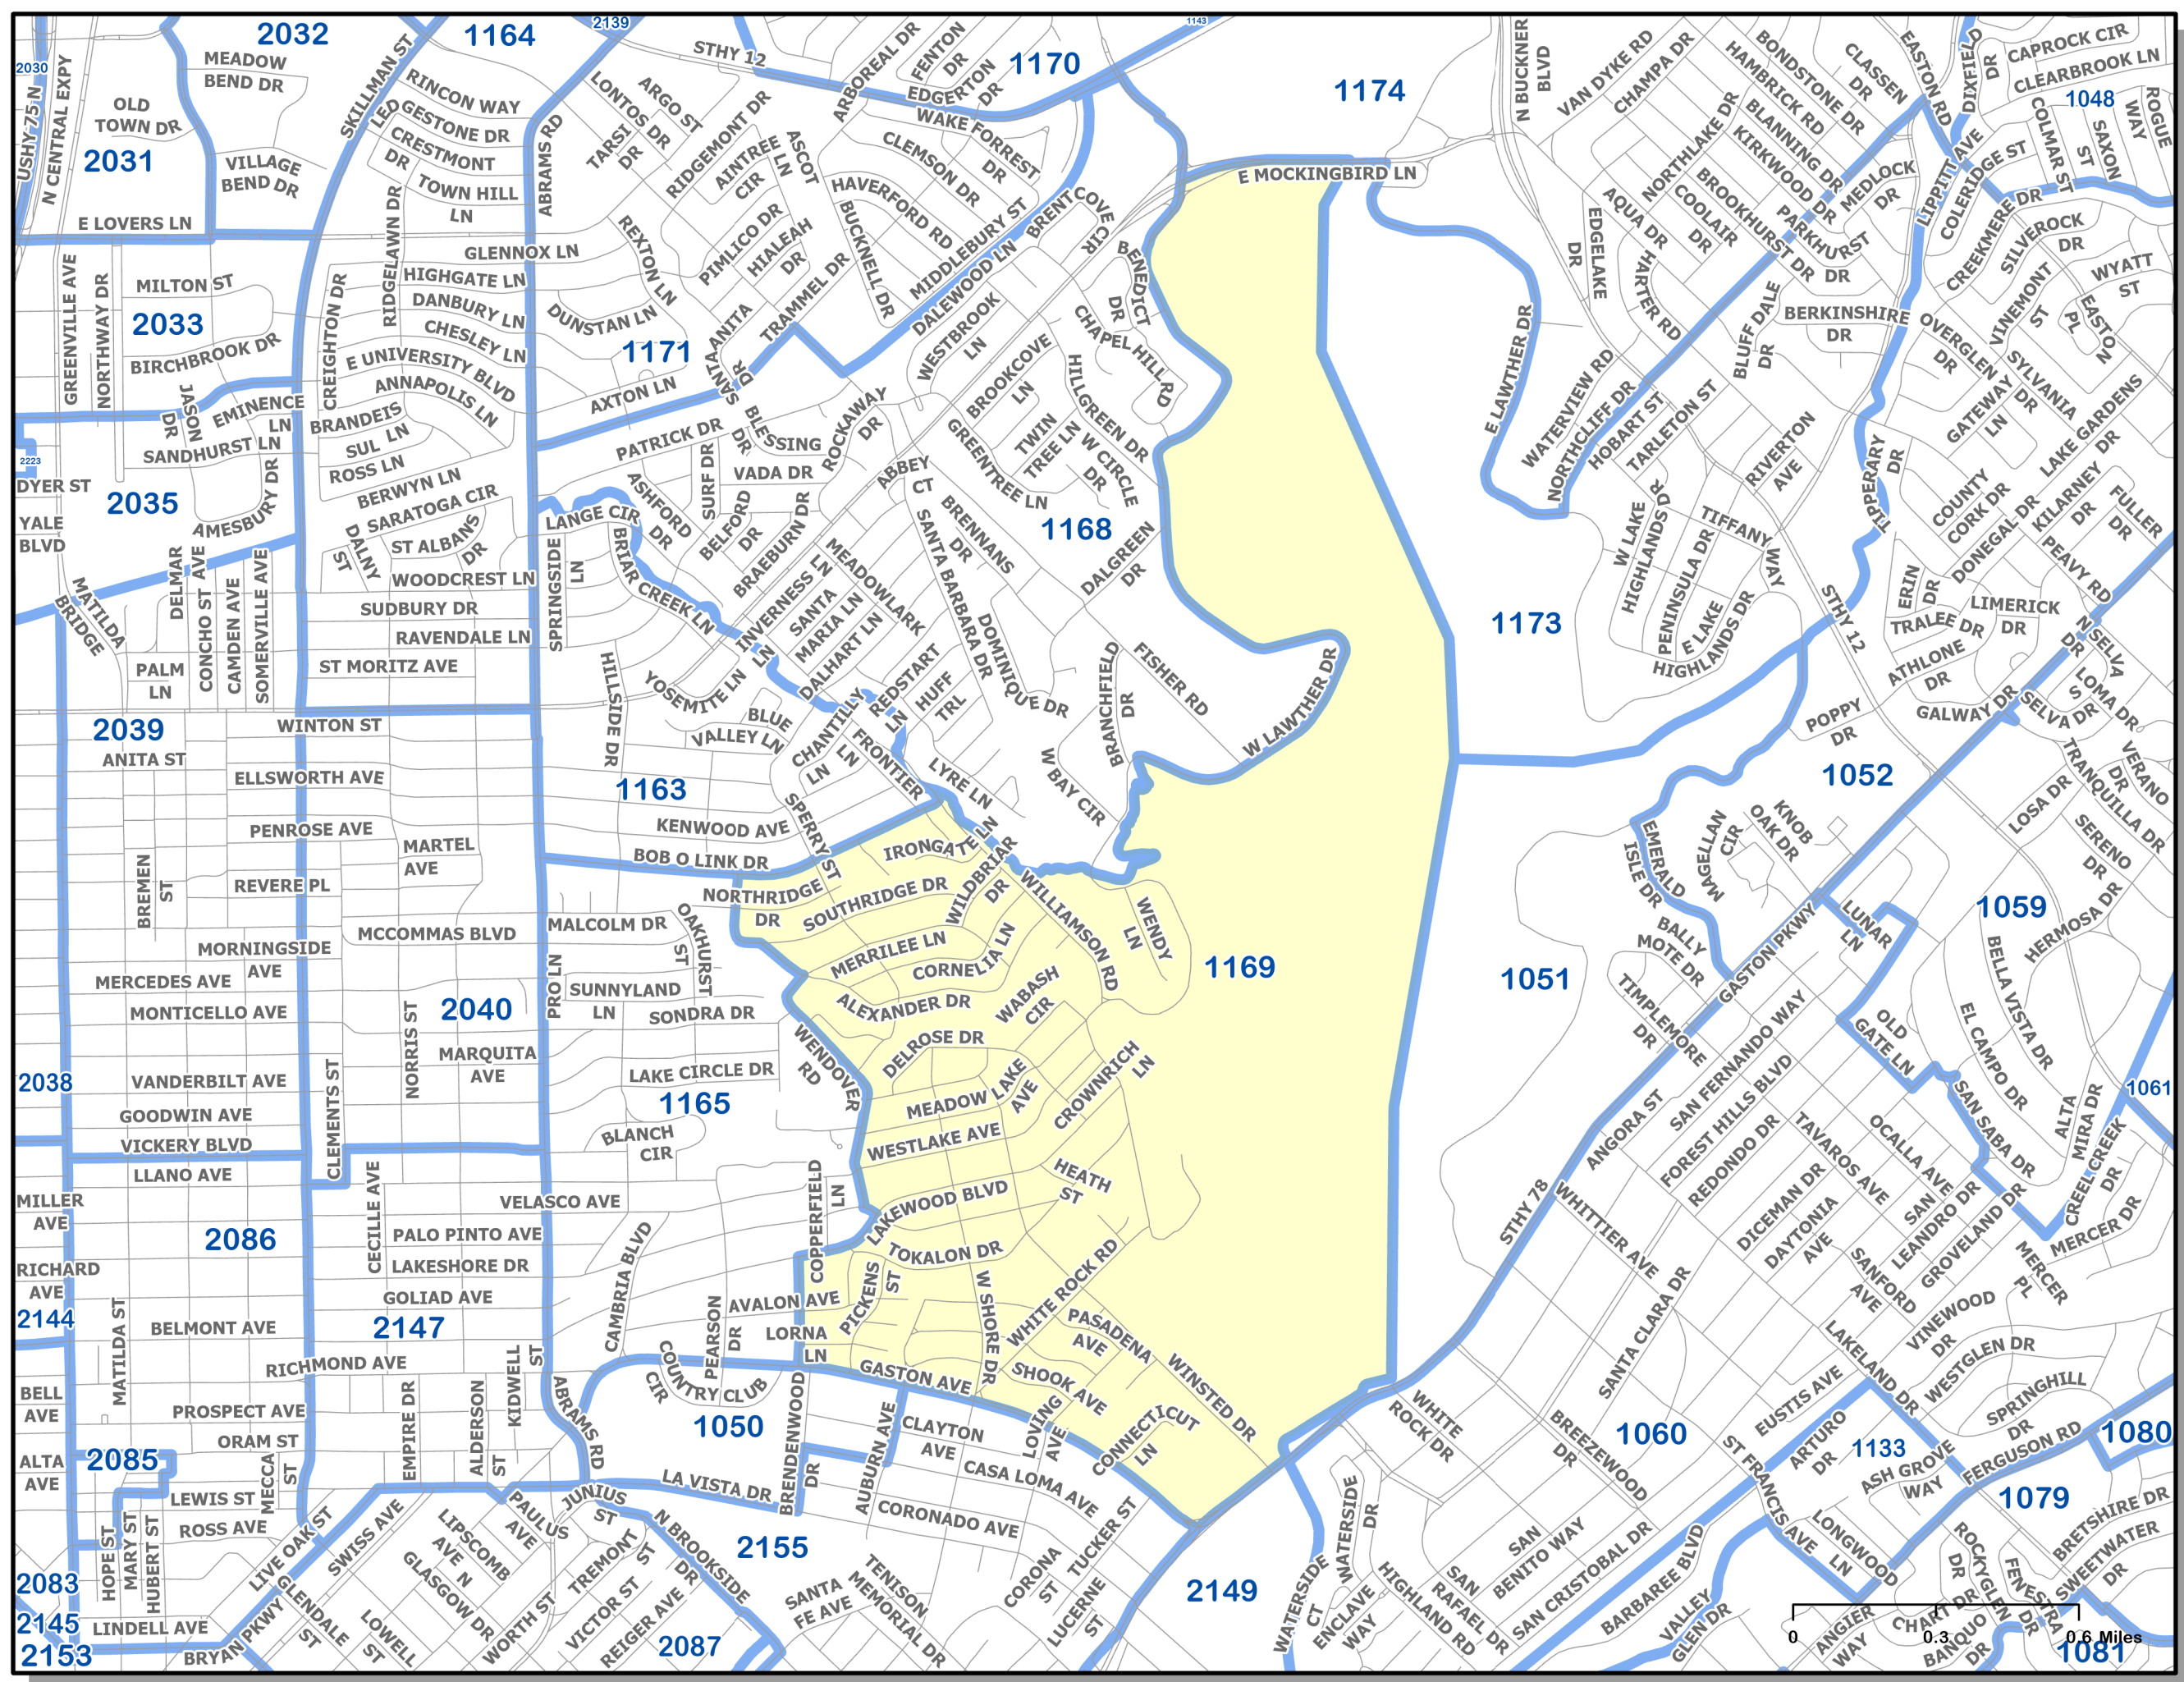 2032
1164
2139
1143
2030
MEADOW
BEND DR
SKILLMAN ST
RINCON WAY
STHY 12
ARBOREAL DR
FENTON
DR
1170
1174
N BUCKNER
BLVD
VAN DYKE RD
CHAMPA DR
BONDSTONE DR
HAMBRICK RD
CLASSEN
DR
EASTON RD
DIXFIELD
DR
CAPROCK CIR
CLEARBROOK LN
1048
ROGUE
WAY
USHY 75 N
N CENTRAL EXPY
OLD
TOWN DR
2031
VILLAGE
BEND DR
LEDGESTONE DR
CRESTMONT
DR
TOWN HILL
LN
ABRAMS RD
LONTOS DR
ARGO ST
TARSI
DR
RIDGEMONT DR
AINTREE
CIR
ASCOT
LN
EDGERTON
DR
WAKE FORREST
DR
CLEMSON DR
HAVERFORD RD
BUCKNELL DR
MIDDLEBURY ST
BRENTCOVE CIR
E MOCKINGBIRD LN
BLANNING DR
KIRKWOOD DR
NORTHLAKE DR
BROOKHURST DR
COOLAIR
DR
AQUA DR
MEDLOCK
DR
PARKHURST
DR
LIPPITT AVE
COLERIDGE ST
COLMAR ST
SAXON
ST
CREEKMERE DR
SILVEROCK
DR
WYATT
ST
E LOVERS LN
GLENNOX LN
REXTON LN
PIMLICO DR
HIALEAH
DR
TRAMMEL DR
DALEWOOD LN
BENEDICT
DR
EDGELAKE
DR
HARTER RD
GREENVILLE AVE
NORTHWAY DR
MILTON ST
2033
BIRCHBROOK DR
CREIGHTON DR
RIDGELAWN DR
HIGHGATE LN
DANBURY LN
CHESLEY LN
E UNIVERSITY BLVD
ANNAPOLIS LN
DUNSTAN LN
1171
SANTA ANITA
DR
AXTON LN
WESTBROOK
LN
CHAPEL HILL RD
BROOKCOVE
LN
HILLGREEN DR
E LAWTHER DR
WATERVIEW RD
NORTHCLIFF DR
HOBART ST
TARLETON ST
BLUFF DALE
DR
BERKINSHIRE
DR
OVERGLEN
DR
VINEMONT
ST
EASTON
PL
SYLVANIA
DR
GATEWAY
LN
LAKE GARDENS
DR
JASON
DR
EMINENCE
LN
SANDHURST LN
BRANDEIS
SUL LN
ROSS LN
BERWYN LN
SARATOGA CIR
2223
DYER ST
2035
AMESBURY DR
YALE
BLVD
PATRICK DR
BLESSING
DR
VADA DR
ROCKAWAY
DR
SURF DR
ASHFORD
DR
BELFORD
DR
BRAEBURN DR
ABBEY
CT
GREENTREE LN
TWIN
TREE LN
W CIRCLE
DR
1168
BRENNANS
DR
DALGREEN
DR
RIVERTON
AVE
TIPPERARY
DR
COUNTY
CORK DR
DONEGAL DR
KILARNEY
DR
FULLER
DR
PEAVY RD
W LAKE
HIGHLANDS DR
TIFFANY
WAY
PENINSULA DR
E LAKE
HIGHLANDS DR
STHY 12
ERIN
DR
TRALEE DR
LIMERICK
DR
ATHLONE
DR
N SELVA
DR
DALNY
ST
ST ALBANS
DR
WOODCREST LN
SUDBURY DR
RAVENDALE LN
ST MORITZ AVE
LANGE CIR
SPRINGSIDE
LN
BRIAR
CREEK LN
INVERNESS
LN
MEADOWLARK
LN
SANTA
MARIA LN
DALHART LN
SANTA BARBARA DR
DOMINIQUE DR
MATILDA
BRIDGE
DELMAR
AVE
CONCHO ST
CAMDEN AVE
SOMERVILLE AVE
PALM
LN
2039
WINTON ST
ANITA ST
ELLSWORTH AVE
HILLSIDE DR
YOSEMITE LN
BLUE
VALLEY LN
CHANTILLY
LN
REDSTART
LN
HUFF
TRL
FRONTIER
LN
LYRE LN
BRANCHFIELD
DR
FISHER RD
W LAWTHER DR
W BAY CIR
1173
POPPY
DR
GALWAY DR
S SELVA DR
LOMA DR
1052
TRANQUILLA DR
VERANO
DR
LOSA DR
SERENO
DR
1163
PENROSE AVE
MARTEL
AVE
REVERE PL
BREMEN
ST
KENWOOD AVE
BOB O LINK DR
SPERRY ST
IRONGATE LN
NORTHRIDGE
DR
SOUTHRIDGE DR
WILDBRIAR
DR
WILLIAMSON RD
WENDY
LN
EMERALD
ISLE DR
MAGELLAN
CIR
KNOB
OAK DR
1059
HERMOSA DR
BELLA VISTA DR
LUNAR
LN
MORNINGSIDE
AVE
MCCOMMAS BLVD
MALCOLM DR
OAKHURST
ST
MERRILEE LN
CORNELIA LN
1169
1051
BALLY
MOTE DR
GASTON PKWY
MERCEDES AVE
MONTICELLO AVE
2040
PRO LN
SUNNYLAND
LN
SONDRA DR
ALEXANDER DR
WABASH
CIR
TIMPLEMORE
DR
NORRIS ST
MARQUITA
AVE
WENDOVER
RD
DELROSE DR
SAN FERNANDO WAY
OLD
GATE LN
EL CAMPO DR
2038
VANDERBILT AVE
GOODWIN AVE
VICKERY BLVD
LLANO AVE
CLEMENTS ST
LAKE CIRCLE DR
1165
BLANCH
CIR
MEADOW LAKE
AVE
CROWNRICH
LN
WESTLAKE AVE
HEATH
ST
ANGORA ST
FOREST HILLS BLVD
REDONDO DR
TAVAROS AVE
OCALLA AVE
SAN SABA DR
ALTA
MIRA DR
1061
CREEL CREEK
DR
MILLER
AVE
2086
CECILLE AVE
VELASCO AVE
PALO PINTO AVE
LAKESHORE DR
GOLIAD AVE
COPPERFIELD
LN
LAKEWOOD BLVD
TOKALON DR
CAMBRIA BLVD
STHY 78
WHITTIER AVE
DICEMAN DR
DAYTONIA
AVE
SAN
LEANDRO DR
GROVELAND DR
MERCER DR
MERCER
PL
SANFORD
AVE
RICHARD
AVE
2144
MATILDA ST
BELMONT AVE
2147
RICHMOND AVE
AVALON AVE
PICKENS
ST
LORNA
LN
PEARSON
DR
COUNTRY CLUB
CIR
W SHORE DR
WHITE ROCK RD
PASADENA
AVE
SHOOK AVE
WINSTED DR
GASTON AVE
SANTA CLARA DR
LAKELAND DR
VINEWOOD
DR
WESTGLEN DR
SPRINGHILL
DR
BELL
AVE
PROSPECT AVE
ORAM ST
EMPIRE DR
ALDERSON
ST
KIDWELL
ST
ABRAMS RD
1050
BRENDENWOOD
DR
AUBURN AVE
CLAYTON
AVE
LOVING
AVE
CONNECTICUT
LN
WHITE
ROCK DR
BREEZEWOOD
DR
1060
EUSTIS AVE
ARTURO
DR
1133
ASH GROVE
WAY
FERGUSON RD
1080
ALTA
AVE
2085
LEWIS ST
MECCA
ST
ROSS AVE
HOPE ST
MARY ST
HUBERT ST
LIVE OAK ST
SWISS AVE
LIPSCOMB
AVE N
PAULUS
AVE
JUNIUS
ST
LA VISTA DR
CASA LOMA AVE
CORONADO AVE
TUCKER ST
2155
2149
WATERSIDE
DR
ST FRANCIS AVE
LONGWOOD
LN
1079
BRETSHIRE DR
SWEETWATER
DR
2083
2145
2153
LINDELL AVE
BRYAN PKWY
GLENDALE
ST
LOWELL
ST
GLASGOW DR
WORTH ST
TREMONT
ST
VICTOR ST
REIGER AVE
N BROOKSIDE
DR
2087
SANTA
FE AVE
TENISON
MEMORIAL DR
CORONA
ST
LUCERNE
ST
WATERSIDE
CT
ENCLAVE
WAY
HIGHLAND RD
SAN
RAFAEL DR
SAN
BENITO WAY
SAN CRISTOBAL DR
BARBAREE BLVD
VALLEY
GLEN DR
ANGIER
WAY
CHART DR
BANQUO
DR
ROCKYGLEN
DR
FENESTRA
DR
1081
0
0.3
0.6 Miles